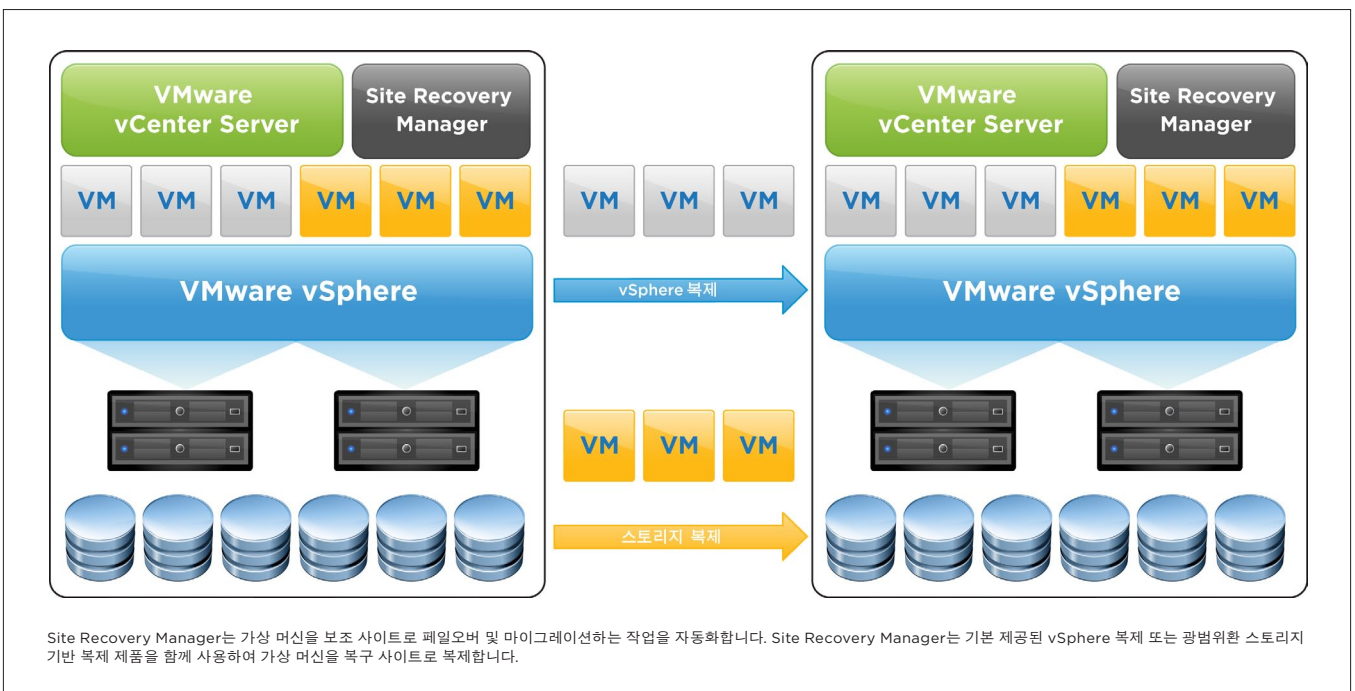 VMware
vCenter Server
Site Recovery
Manager
VMware
vCenter Server
Site Recovery
Manager
VM VM VM VM VM VM
VM VM VM
VM VM VM VM VM VM
VMware vSphere
vSphere 복제
VMware vSphere
VM VM VM
스토리지 복제
Site Recovery Manager는 가상 머신을 보조 사이트로 페일오버 및 마이그레이션하는 작업을 자동화합니다. Site Recovery Manager는 기본 제공된 vSphere 복제 또는 광범위환 스토리지
기반 복제 제품을 함께 사용하여 가상 머신을 복구 사이트로 복제합니다.